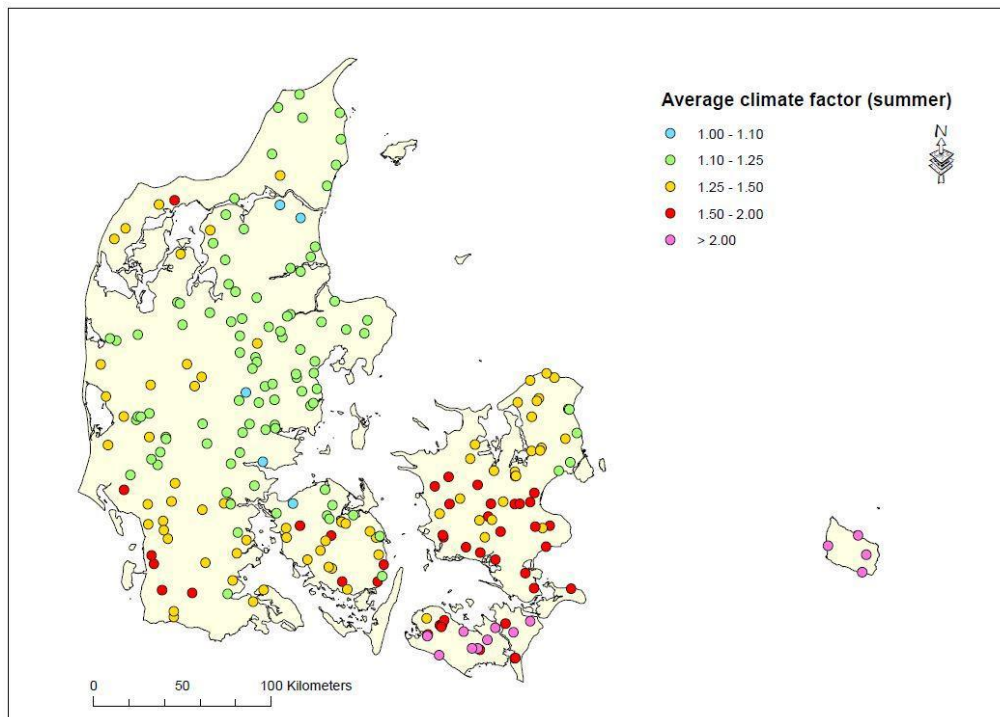 Average climate factor (summer)
1.00 - 1.10
1.10 - 1.25
1.25 - 1.50
1.50 - 2.00
> 2.00
N
0 50 100 Kilometers